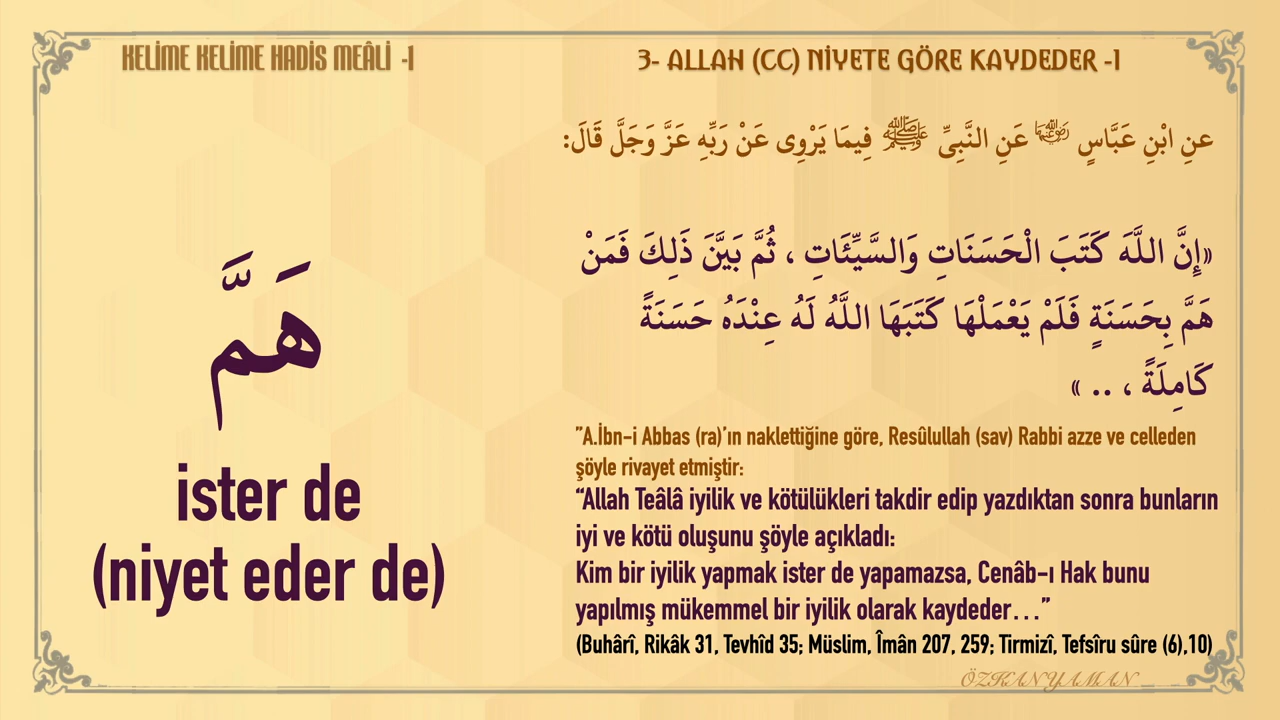 KELİME KELİME HADİS MEÂLİ -1
3- ALLAH (CC) NİYETE GÖRE KAYDEDER -1
عَنِ ابْنِ عَبَّاسٍ رَضِيَ اللَّهُ عَنْهُمَا عَنِ النَّبِىِّ ﷺ فِيمَا يَرْوِى عَنْ رَبِّهِ عَزَّ وَجَلَّ قَالَ:
«إِنَّ اللَّهَ كَتَبَ الْحَسَنَاتِ وَالسَّيِّئَاتِ ، ثُمَّ بَيَّنَ ذَلِكَ فَمَنْ
هَمَّ بِحَسَنَةٍ فَلَمْ يَعْمَلْهَا كَتَبَهَا اللَّهُ لَهُ عِنْدَهُ حَسَنَةً
كَامِلَةً ، .. »
هَمَّ
ister de
(niyet eder de)
"A.İbn-i Abbas (ra)'ın naklettiğine göre, Resûlullah (sav) Rabbi azze ve celleden
şöyle rivayet etmiştir:
“Allah Teâlâ iyilik ve kötülükleri takdir edip yazdıktan sonra bunların
iyi ve kötü oluşunu şöyle açıkladı:
Kim bir iyilik yapmak ister de yapamazsa, Cenâb-ı Hak bunu
yapılmış mükemmel bir iyilik olarak kaydeder...”
(Buhârî, Rikâk 31, Tevhîd 35; Müslim, Îmân 207, 259; Tirmizî, Tefsîru sûre (6),10)
ÖZKANYAMAN